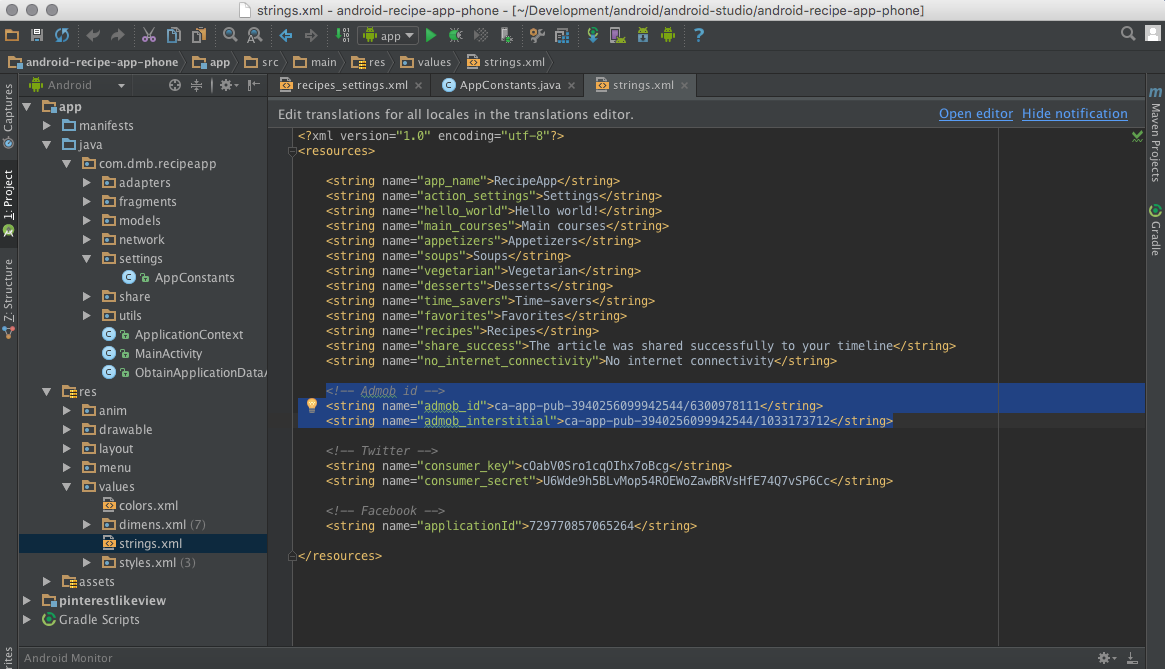 strings.xml - android-recipe-app-phone - [~/Development/android/android-studio/android-recipe-app-phone]
app
android-recipe-app-phone app src main res values strings.xml
Android
recipes_settings.xml AppConstants.java strings.xml
Captures
1: Project
Z: Structure
Maven Projects
Gradle
app
manifests
java
com.dmb.recipeapp
adapters
fragments
models
network
settings
AppConstants
share
utils
ApplicationContext
MainActivity
ObtainApplicationDataA
res
anim
drawable
layout
menu
values
colors.xml
dimens.xml (7)
strings.xml
styles.xml (3)
assets
pinterestlikeview
Gradle Scripts
Edit translations for all locales in the translations editor. Open editor Hide notification
<?xml version="1.0" encoding="utf-8"?>
<resources>
<string name="app_name">RecipeApp</string>
<string name="action_settings">Settings</string>
<string name="hello_world">Hello world!</string>
<string name="main_courses">Main courses</string>
<string name="appetizers">Appetizers</string>
<string name="soups">Soups</string>
<string name="vegetarian">Vegetarian</string>
<string name="desserts">Desserts</string>
<string name="time_savers">Time-savers</string>
<string name="favorites">Favorites</string>
<string name="recipes">Recipes</string>
<string name="share_success">The article was shared successfully to your timeline</string>
<string name="no_internet_connectivity">No internet connectivity</string>
<!-- Admob id -->
<string name="admob_id">ca-app-pub-3940256099942544/6300978111</string>
<string name="admob_interstitial">ca-app-pub-3940256099942544/1033173712</string>
<!-- Twitter -->
<string name="consumer_key">cOabV0Sro1cqOIhx7oBcg</string>
<string name="consumer_secret">U6Wde9h5BLvMop54ROEWoZawBRVsHfE74Q7vSP6Cc</string>
<!-- Facebook -->
<string name="applicationId">729770857065264</string>
</resources>
Android Monitor